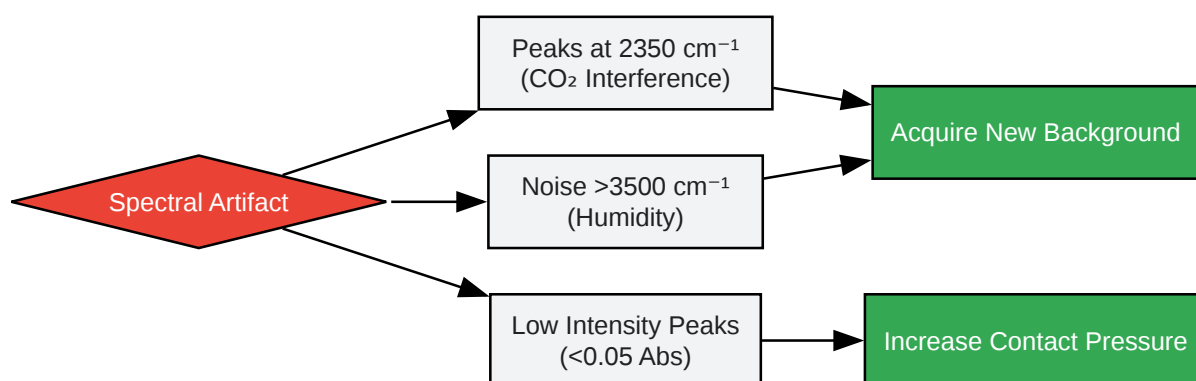 Peaks at 2350 cm⁻¹
(CO₂ Interference)
Acquire New Background
Spectral Artifact
Noise >3500 cm⁻¹
(Humidity)
Low Intensity Peaks
(<0.05 Abs)
Increase Contact Pressure